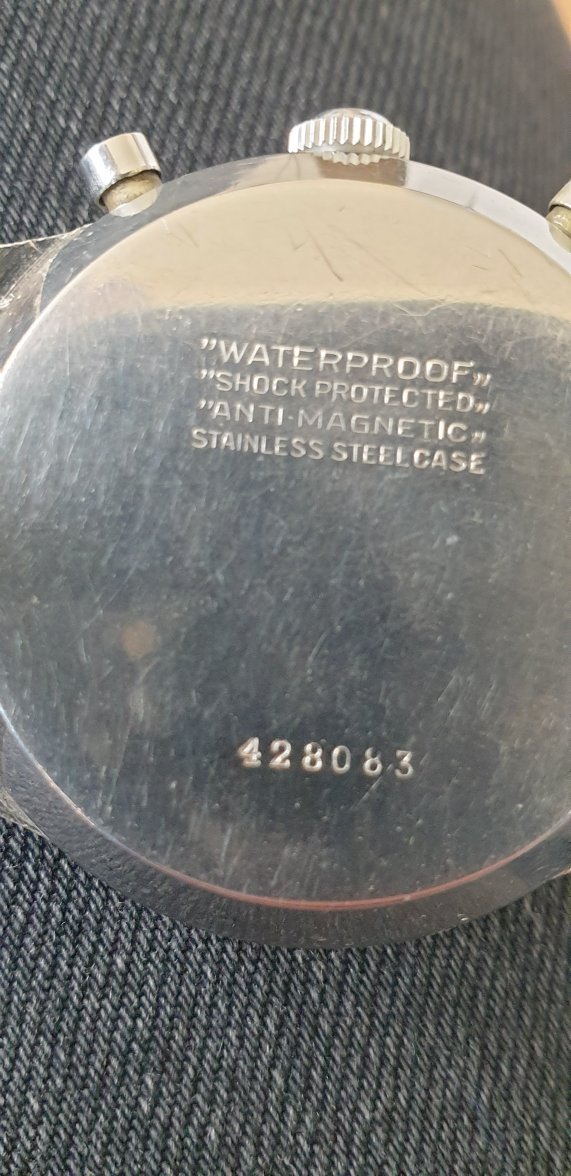 "WATERPROOF„
"SHOCK PROTECTED„
"ANTI-MAGNETIC„
STAINLESS STEEL CASE
428083